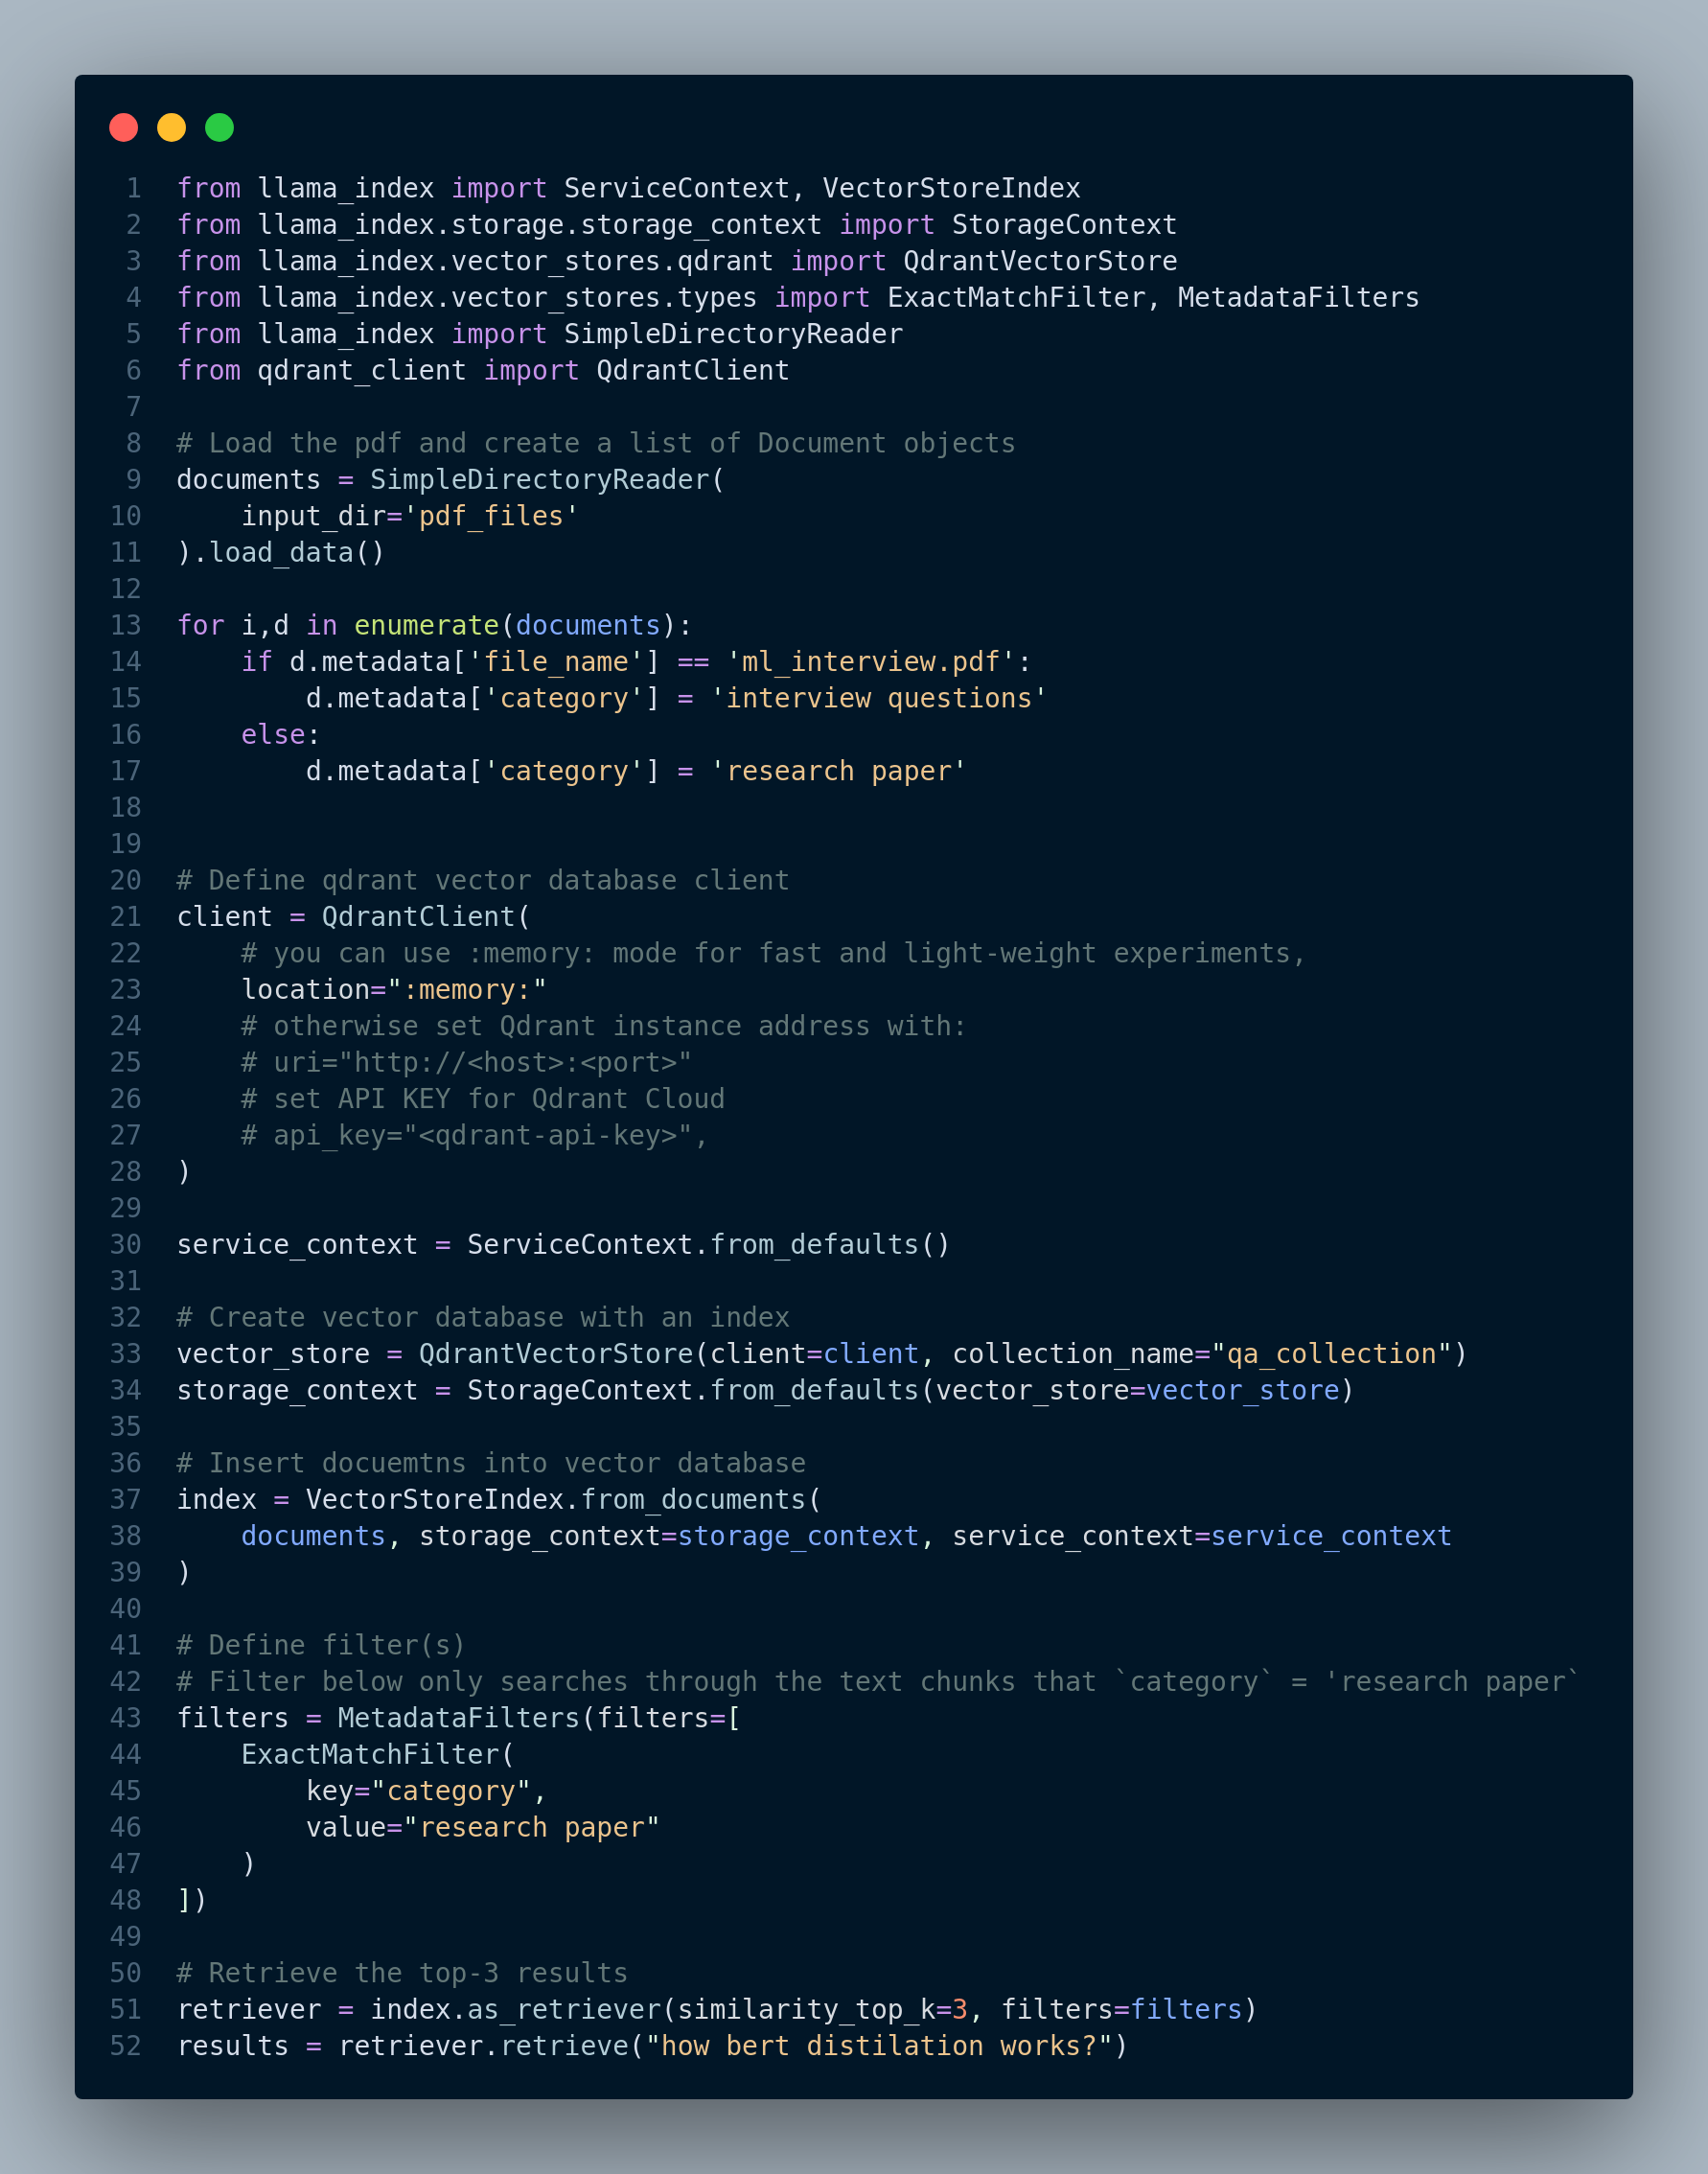 1 from llama_index import ServiceContext, VectorStoreIndex
2 from llama_index.storage.storage_context import StorageContext
3 from llama_index.vector_stores.qdrant import QdrantVectorStore
4 from llama_index.vector_stores.types import ExactMatchFilter, MetadataFilters
5 from llama_index import SimpleDirectoryReader
6 from qdrant_client import QdrantClient
7
8 # Load the pdf and create a list of Document objects
9 documents = SimpleDirectoryReader(
10     input_dir='pdf_files'
11 ).load_data()
12
13 for i,d in enumerate(documents):
14     if d.metadata['file_name'] == 'ml_interview.pdf':
15         d.metadata['category'] = 'interview questions'
16     else:
17         d.metadata['category'] = 'research paper'
18
19
20 # Define qdrant vector database client
21 client = QdrantClient(
22     # you can use :memory: mode for fast and light-weight experiments,
23     location=":memory:"
24     # otherwise set Qdrant instance address with:
25     # uri="http://<host>:<port>"
26     # set API KEY for Qdrant Cloud
27     # api_key="<qdrant-api-key>",
28 )
29
30 service_context = ServiceContext.from_defaults()
31
32 # Create vector database with an index
33 vector_store = QdrantVectorStore(client=client, collection_name="qa_collection")
34 storage_context = StorageContext.from_defaults(vector_store=vector_store)
35
36 # Insert docuemtns into vector database
37 index = VectorStoreIndex.from_documents(
38     documents, storage_context=storage_context, service_context=service_context
39 )
40
41 # Define filter(s)
42 # Filter below only searches through the text chunks that `category` = 'research paper`
43 filters = MetadataFilters(filters=[
44     ExactMatchFilter(
45         key="category",
46         value="research paper"
47     )
48 ])
49
50 # Retrieve the top-3 results
51 retriever = index.as_retriever(similarity_top_k=3, filters=filters)
52 results = retriever.retrieve("how bert distilation works?")